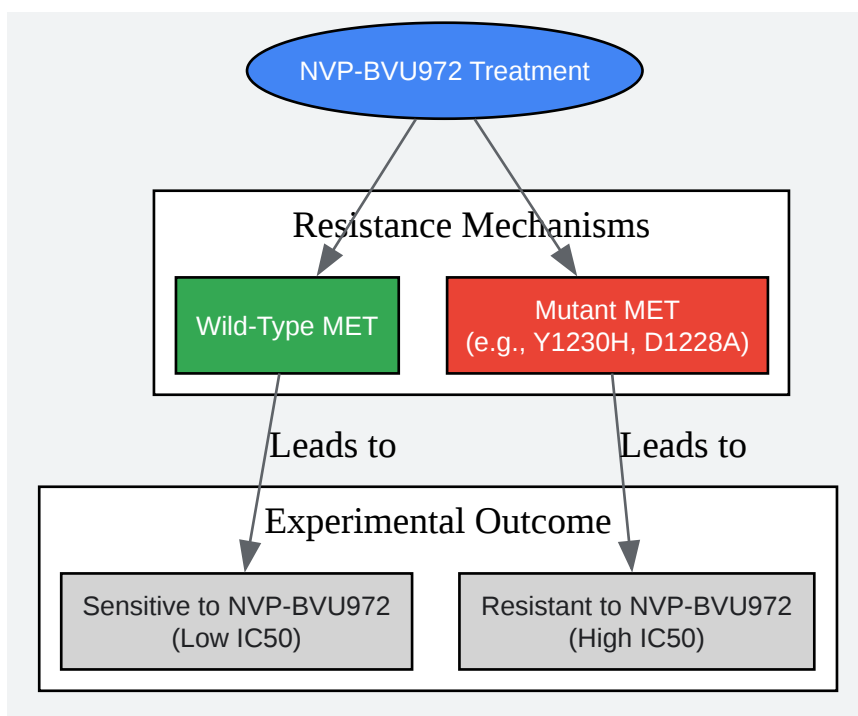 NVP-BVU972 Treatment
Resistance Mechanisms
Wild-Type MET
Mutant MET
(e.g., Y1230H, D1228A)
Leads to
Leads to
Experimental Outcome
Sensitive to NVP-BVU972
(Low IC50)
Resistant to NVP-BVU972
(High IC50)